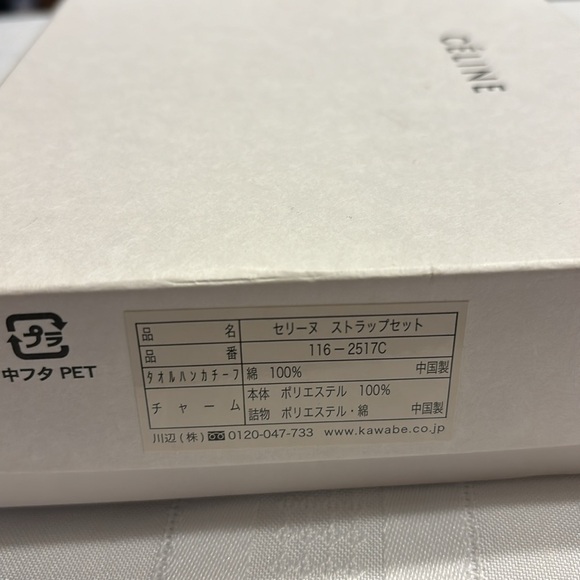 CÉLINE
品名 セリーヌ ストラップセット
品番 116-2517C
タオルハンカチーフ 綿 100% 中国製
チャーム 本体 ポリエステル 100%
詰物 ポリエステル・綿 中国製
川辺(株) 0120-047-733 www.kawabe.co.jp
プラ
中フタ PET